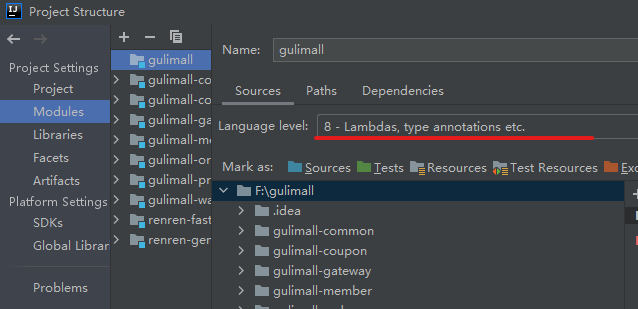 Project Structure
Project Settings
Project
Modules
Libraries
Facets
Artifacts
Platform Settings
SDKs
Global Librar
Problems
gulimall
gulimall-co
gulimall-co
gulimall-ga
gulimall-me
gulimall-or
gulimall-pr
gulimall-wa
renren-fast
renren-ger
Name: gulimall
Sources Paths Dependencies
Language level: 8 - Lambdas, type annotations etc.
Mark as: Sources Tests Resources Test Resources Exc
F:\gulimall
.idea
gulimall-common
gulimall-coupon
gulimall-gateway
gulimall-member